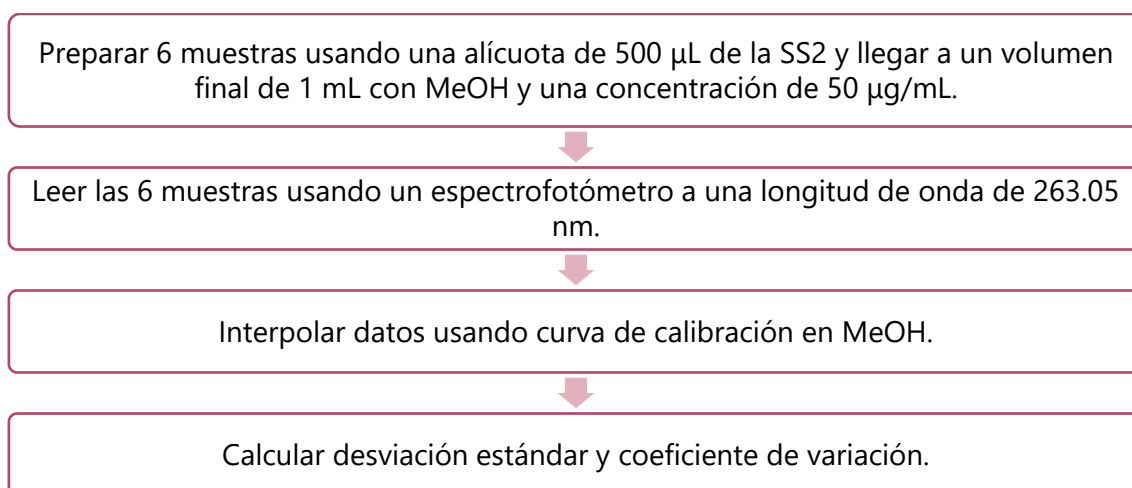 Preparar 6 muestras usando una alícuota de 500 µL de la SS2 y llegar a un volumen
final de 1 mL con MeOH y una concentración de 50 µg/mL.
Leer las 6 muestras usando un espectrofotómetro a una longitud de onda de 263.05
nm.
Interpolar datos usando curva de calibración en MeOH.
Calcular desviación estándar y coeficiente de variación.